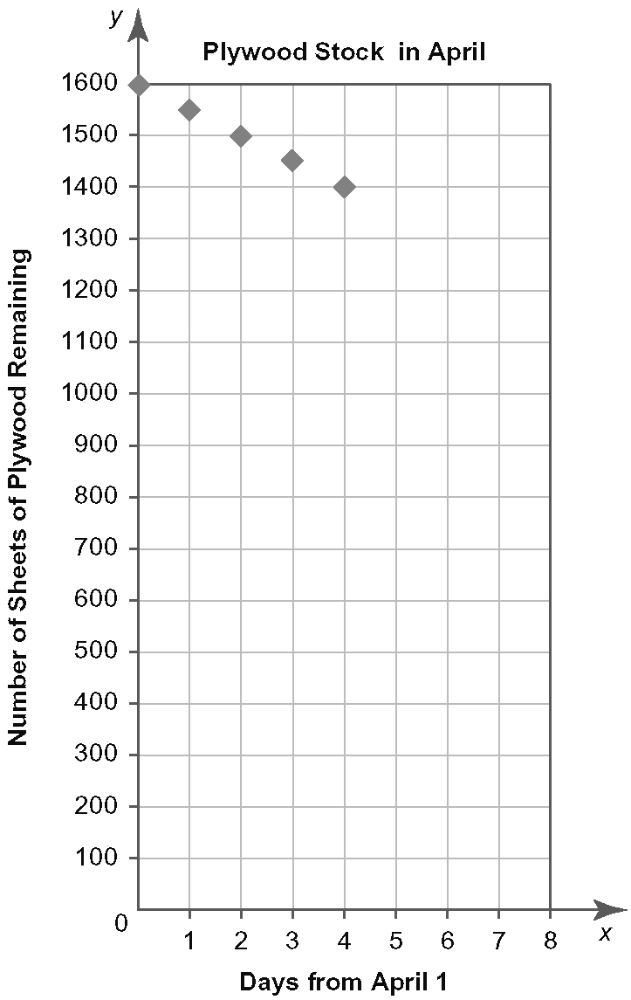 y
Plywood Stock in April
1600
1500
1400
1300
1200
1100
1000
900
800
700
600
500
400
300
200
100
0
Number of Sheets of Plywood Remaining
1 2 3 4 5 6 7 8
x
Days from April 1